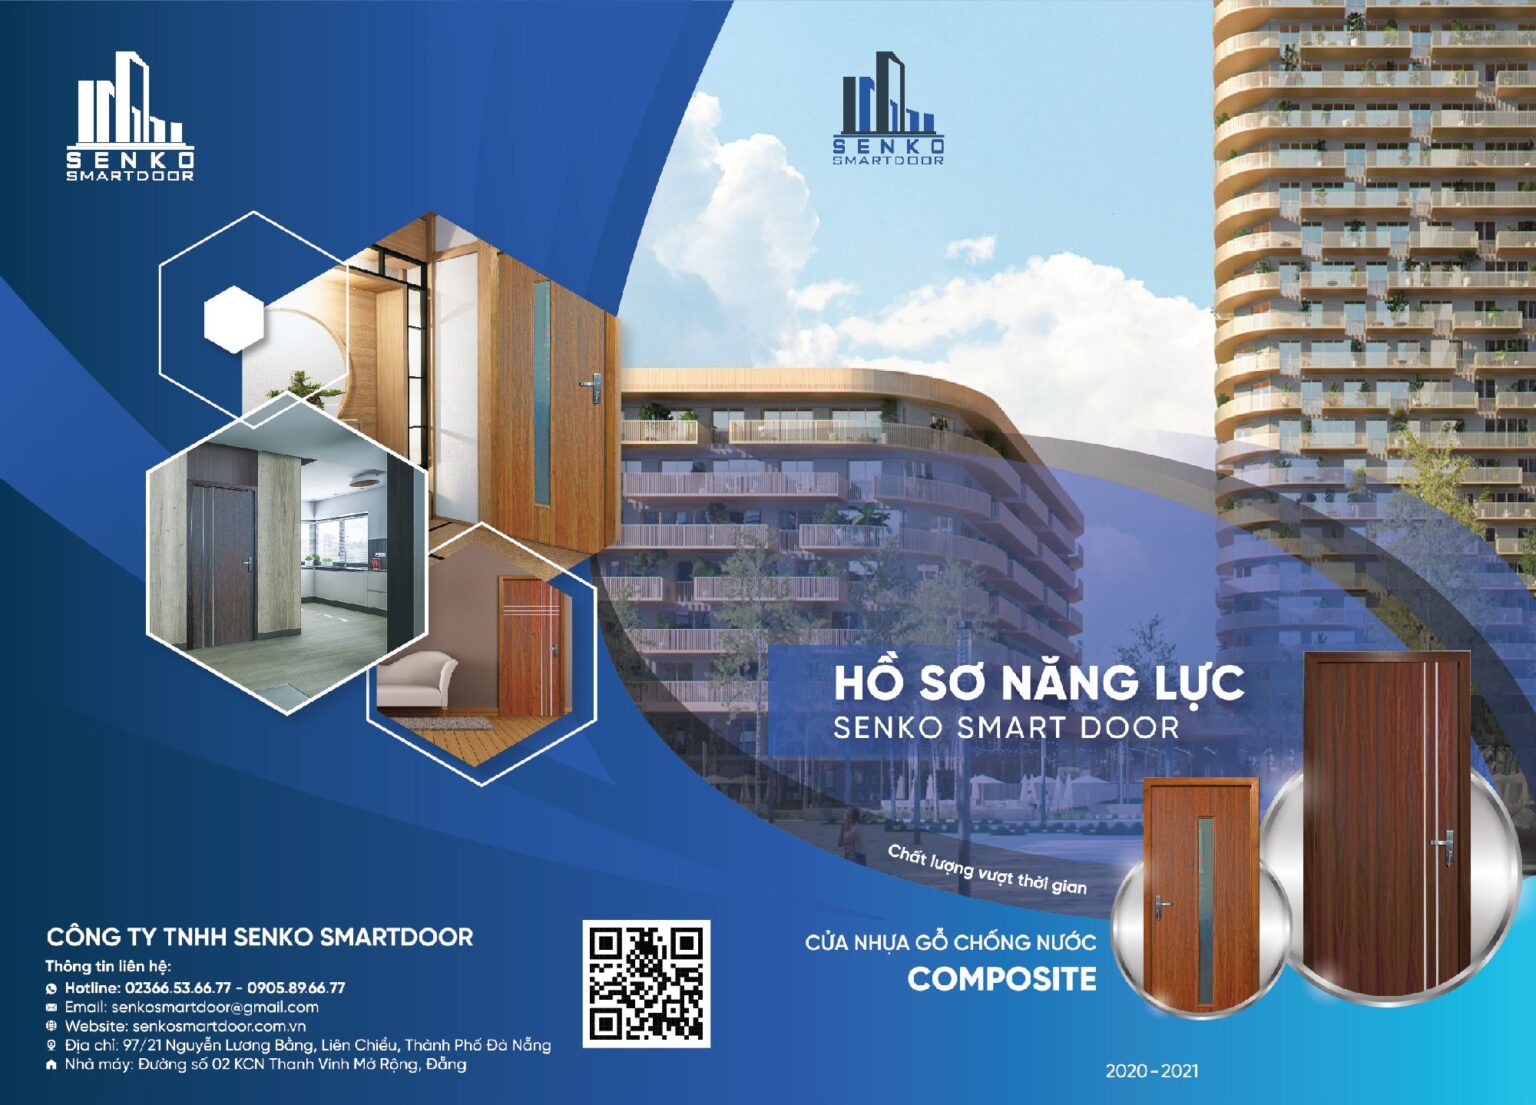 SENKO
SMARTDOOR
CÔNG TY TNHH SENKO SMARTDOOR
Thông tin liên hệ:
Hotline: 02366.53.66.77 - 0905.89.66.77
Email: senkosmartdoor@gmail.com
Website: senkosmartdoor.com.vn
Địa chỉ: 97/21 Nguyễn Lương Bằng, Liên Chiểu, Thành Phố Đà Nẵng
Nhà máy: Đường số 02 KCN Thanh Vinh Mở Rộng, Đẵng
SENKO
SMARTDOOR
HỒ SƠ NĂNG LỰC
SENKO SMART DOOR
Chất lượng vượt thời gian
CỬA NHỰA GỖ CHỐNG NƯỚC
COMPOSITE
2020-2021